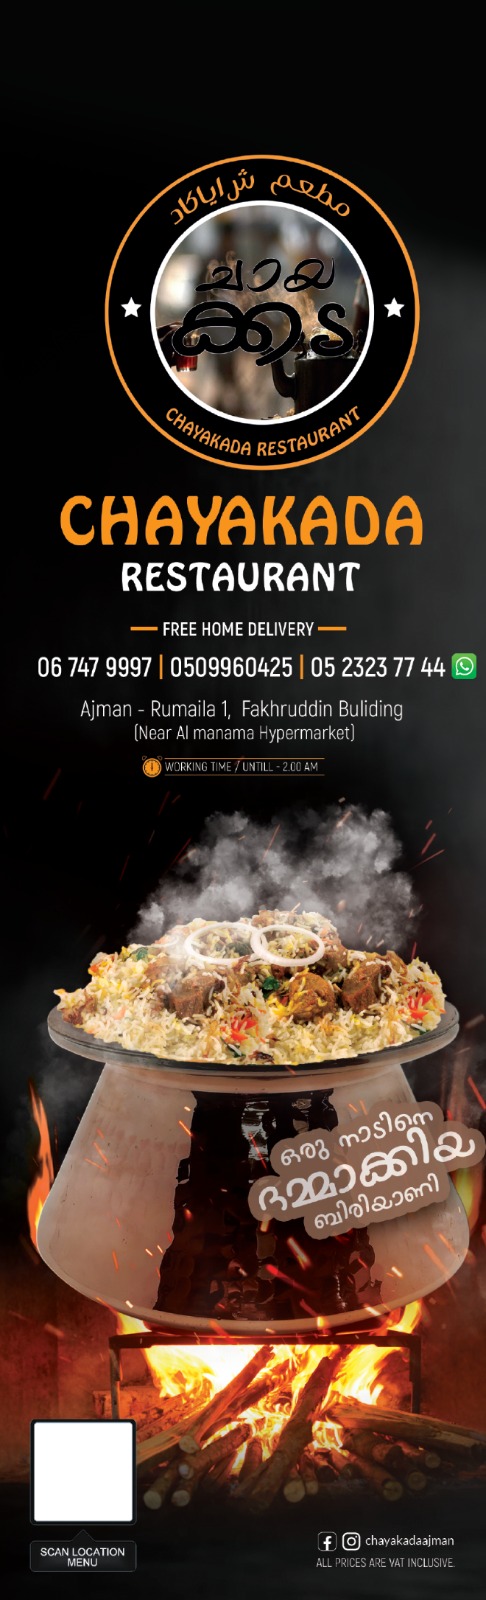 مطعم شاياكادا
ചായ
ക്കട
CHAYAKADA RESTAURANT
CHAYAKADA
RESTAURANT
FREE HOME DELIVERY
06 747 9997 | 0509960425 | 05 2323 77 44
Ajman - Rumaila 1, Fakhruddin Buliding
(Near Al manama Hypermarket)
WORKING TIME / UNTILL - 2.00 AM
ഒരു നാടിനെ
ദമ്മാക്കിയ
ബിരിയാണി
SCAN LOCATION
MENU
chayakadaajman
ALL PRICES ARE VAT INCLUSIVE.